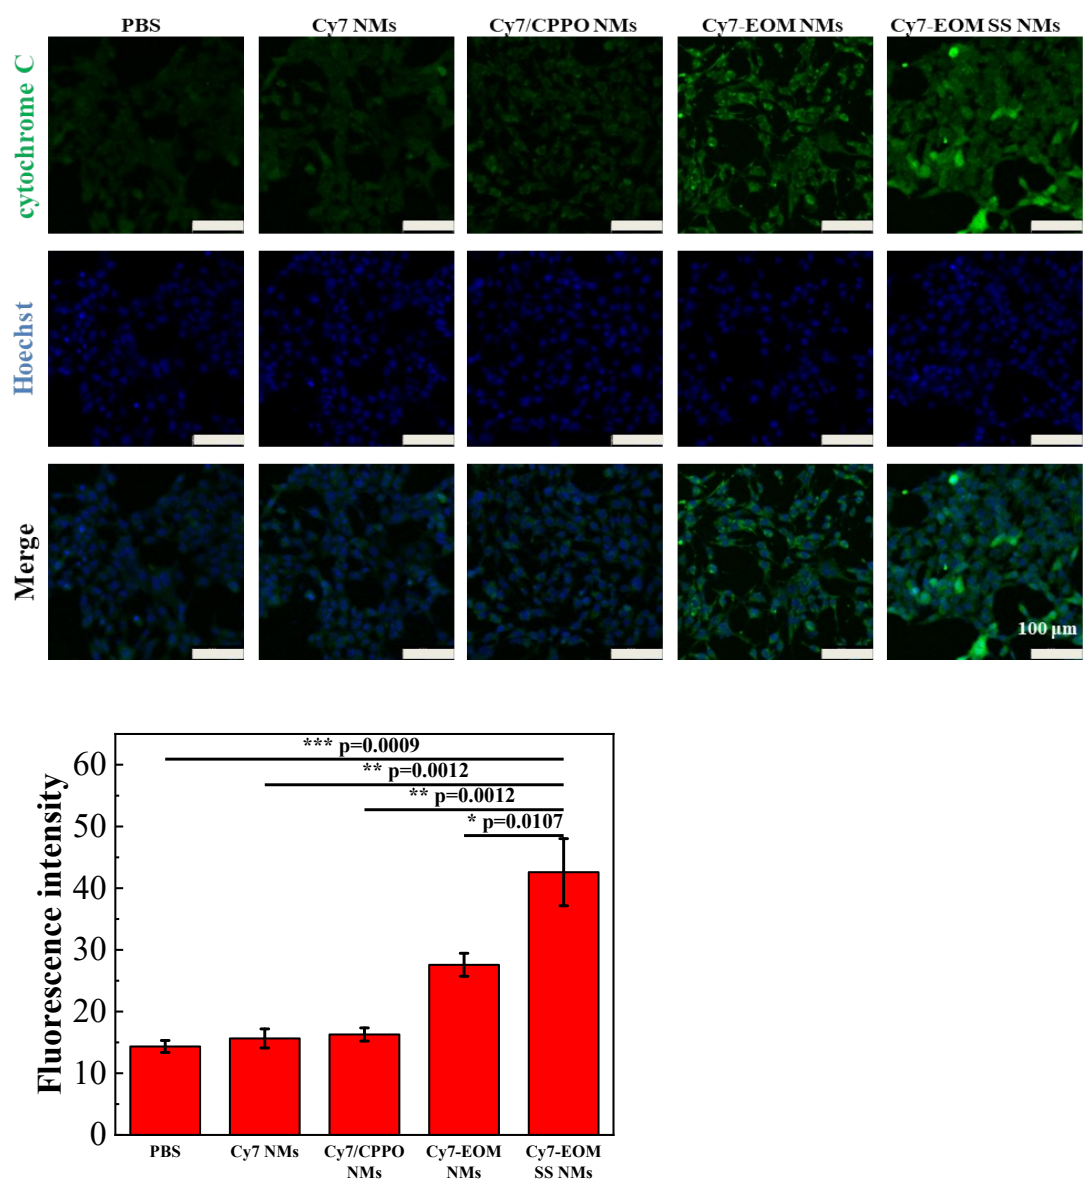 PBS
Cy7 NMs
Cy7/CPPO NMs
Cy7-EOM NMs
Cy7-EOM SS NMs
cytochrome C
Hoechst
Merge
100 μm
*** p=0.0009
** p=0.0012
** p=0.0012
* p=0.0107
Fluorescence intensity
60
50
40
30
20
10
0
PBS
Cy7 NMs
Cy7/CPPO
NMs
Cy7-EOM
NMs
Cy7-EOM
SS NMs